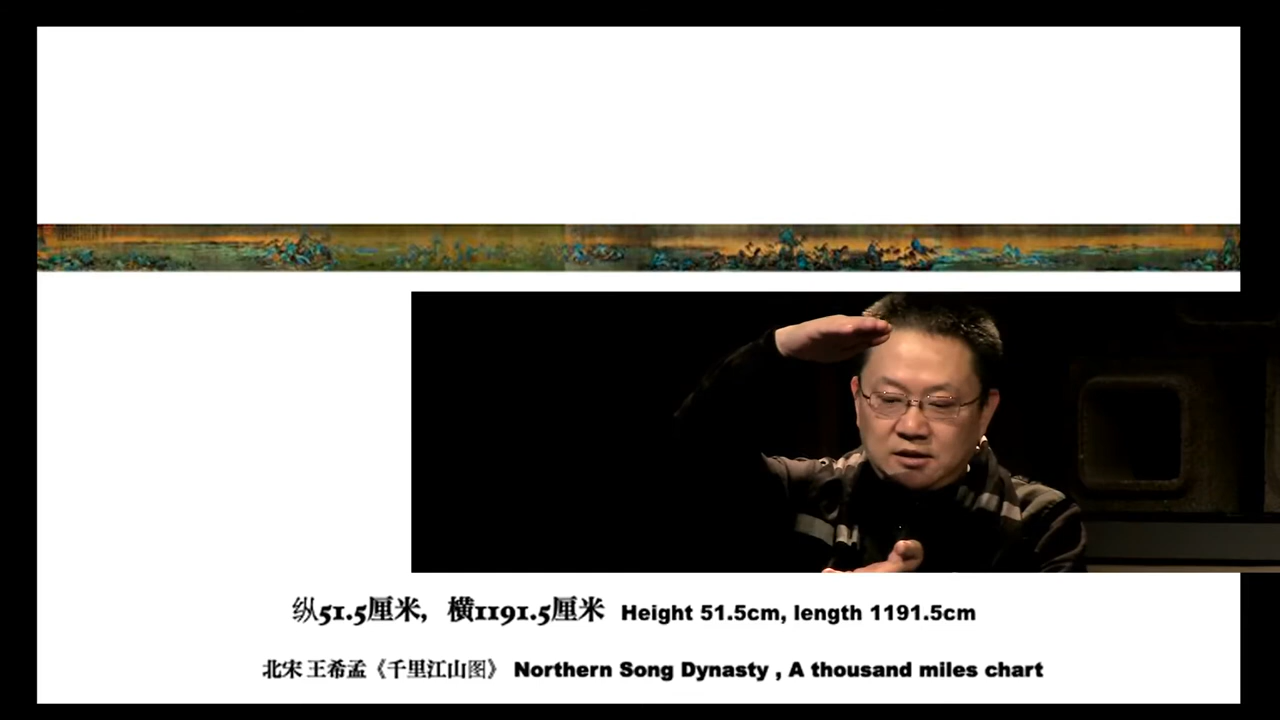 纵51.5厘米，横1191.5厘米 Height 51.5cm, length 1191.5cm
北宋 王希孟《千里江山图》 Northern Song Dynasty , A thousand miles chart